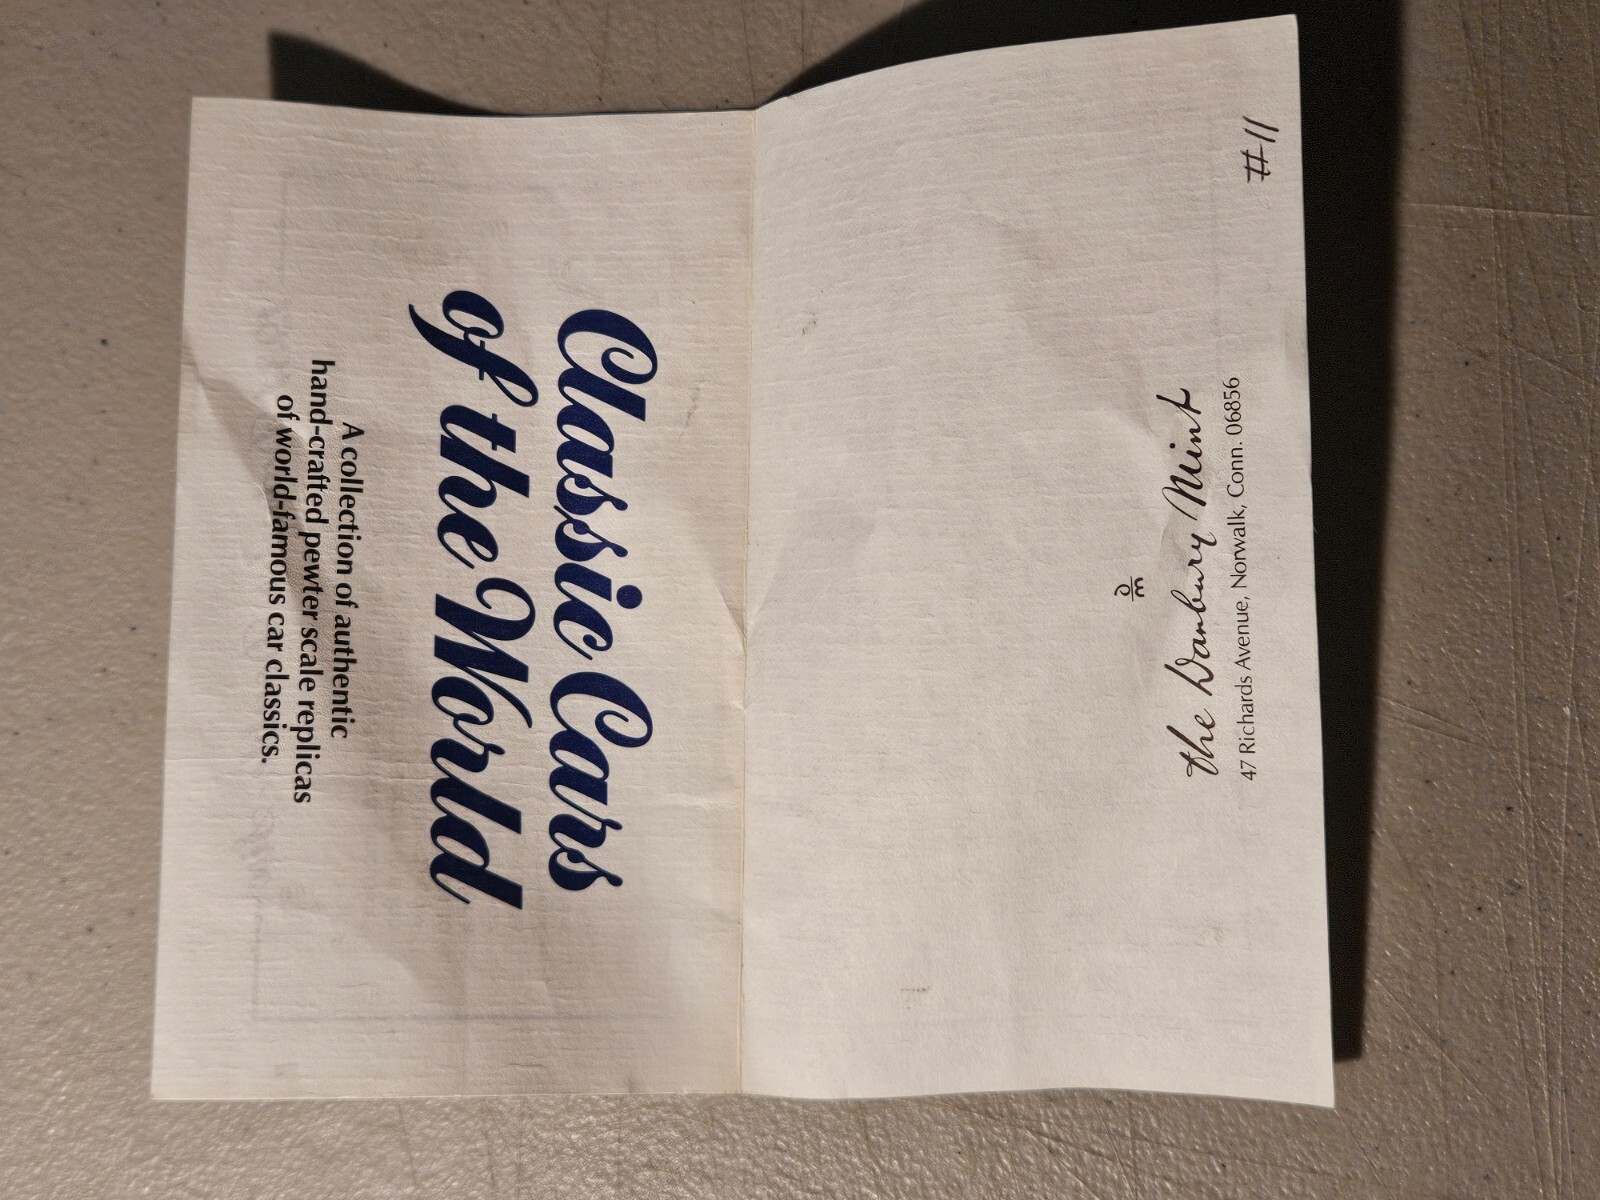 Classic Cars
of the World
A collection of authentic
hand-crafted pewter scale replicas
of world-famous car classics.
#11
dm
the Danbury Mint
47 Richards Avenue, Norwalk, Conn. 06856